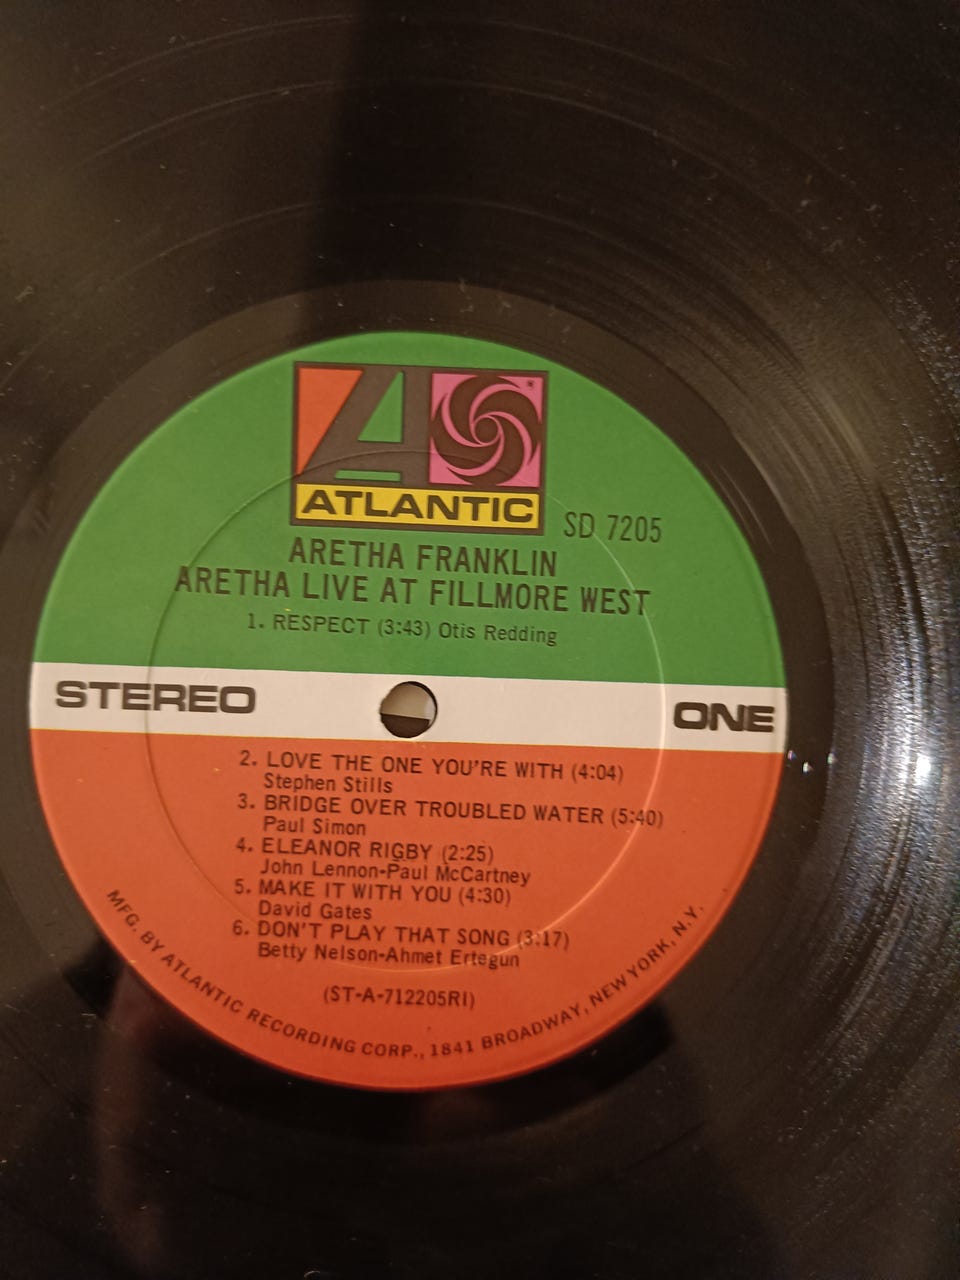 ATLANTIC
SD 7205
ARETHA FRANKLIN
ARETHA LIVE AT FILLMORE WEST
1. RESPECT (3:43) Otis Redding
STEREO
ONE
2. LOVE THE ONE YOU'RE WITH (4:04)
Stephen Stills
3. BRIDGE OVER TROUBLED WATER (5:40)
Paul Simon
4. ELEANOR RIGBY (2:25)
John Lennon-Paul McCartney
5. MAKE IT WITH YOU (4:30)
David Gates
6. DON'T PLAY THAT SONG (3:17)
Betty Nelson-Ahmet Ertegun
(ST-A-712205RI)
MFG. BY ATLANTIC RECORDING CORP., 1841 BROADWAY, NEW YORK, N.Y.